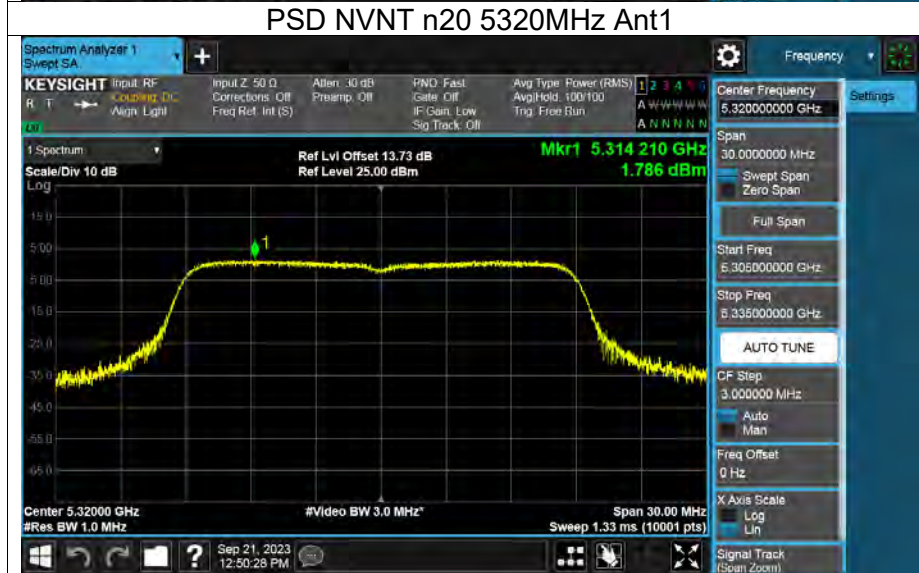 PSD NVNT n20 5320MHz Ant1
Spectrum Analyzer 1
Swept SA
+
Frequency
KEYSIGHT Input: RF
Coupling: DC
Align: Light
R T
Input Z: 50 Ω
Corrections: Off
Freq Ref: Int (S)
Atten: 30 dB
Preamp: Off
PNO: Fast
Gate: Off
IF Gain: Low
Sig Track: Off
Avg Type: Power (RMS)
Avg|Hold: 100/100
Trig: Free Run
1 2 3 4 5 6
A W W W W W
A N N N N N
1 Spectrum
Scale/Div 10 dB
Log
Ref Lvl Offset 13.73 dB
Ref Level 25.00 dBm
Mkr1 5.314 210 GHz
1.786 dBm
15.0
5.00
-5.00
-15.0
-25.0
-35.0
-45.0
-55.0
-65.0
1
Center 5.32000 GHz
#Res BW 1.0 MHz
#Video BW 3.0 MHz*
Span 30.00 MHz
Sweep 1.33 ms (10001 pts)
Center Frequency
5.320000000 GHz
Settings
Span
30.0000000 MHz
Swept Span
Zero Span
Full Span
Start Freq
5.305000000 GHz
Stop Freq
5.335000000 GHz
AUTO TUNE
CF Step
3.000000 MHz
Auto
Man
Freq Offset
0 Hz
X Axis Scale
Log
Lin
Signal Track
(Span Zoom)
?
Sep 21, 2023
12:50:28 PM